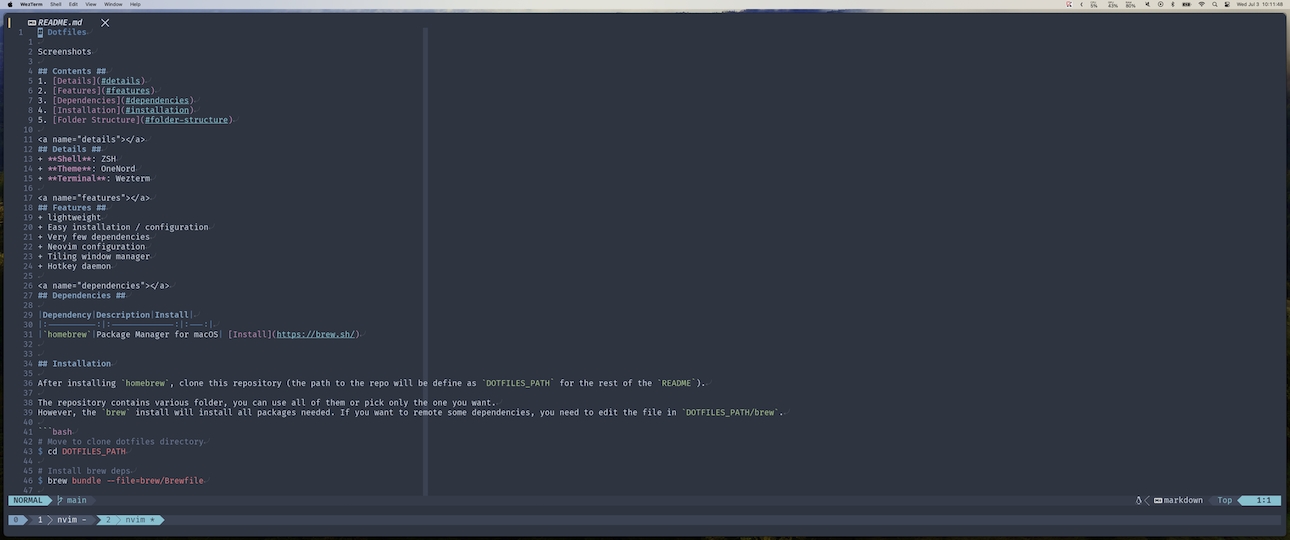 WezTerm Shell Edit View Window Help Wed Jul 3 10:11:48
README.md
1 # Dotfiles
1
2 Screenshots
3
4 ## Contents ##
5 1. [Details](#details)
6 2. [Features](#features)
7 3. [Dependencies](#dependencies)
8 4. [Installation](#installation)
9 5. [Folder Structure](#folder-structure)
10
11 <a name="details"></a>
12 ## Details ##
13 + **Shell**: ZSH
14 + **Theme**: OneNord
15 + **Terminal**: Wezterm
16
17 <a name="features"></a>
18 ## Features ##
19 + lightweight
20 + Easy installation / configuration
21 + Very few dependencies
22 + Neovim configuration
23 + Tiling window manager
24 + Hotkey daemon
25
26 <a name="dependencies"></a>
27 ## Dependencies ##
28
29 |Dependency|Description|Install|
30 |:----------:|:-------------:|:---:|
31 |`homebrew`|Package Manager for macOS| [Install](https://brew.sh/)
32
33
34 ## Installation
35
36 After installing `homebrew`, clone this repository (the path to the repo will be define as `DOTFILES_PATH` for the rest of the `README`).
37
38 The repository contains various folder, you can use all of them or pick only the one you want.
39 However, the `brew` install will install all packages needed. If you want to remote some dependencies, you need to edit the file in `DOTFILES_PATH/brew`.
40
41 ```bash
42 # Move to clone dotfiles directory
43 $ cd DOTFILES_PATH
44
45 # Install brew deps
46 $ brew bundle --file=brew/Brewfile
47
NORMAL main markdown Top 1:1
0 1 nvim - 2 nvim *